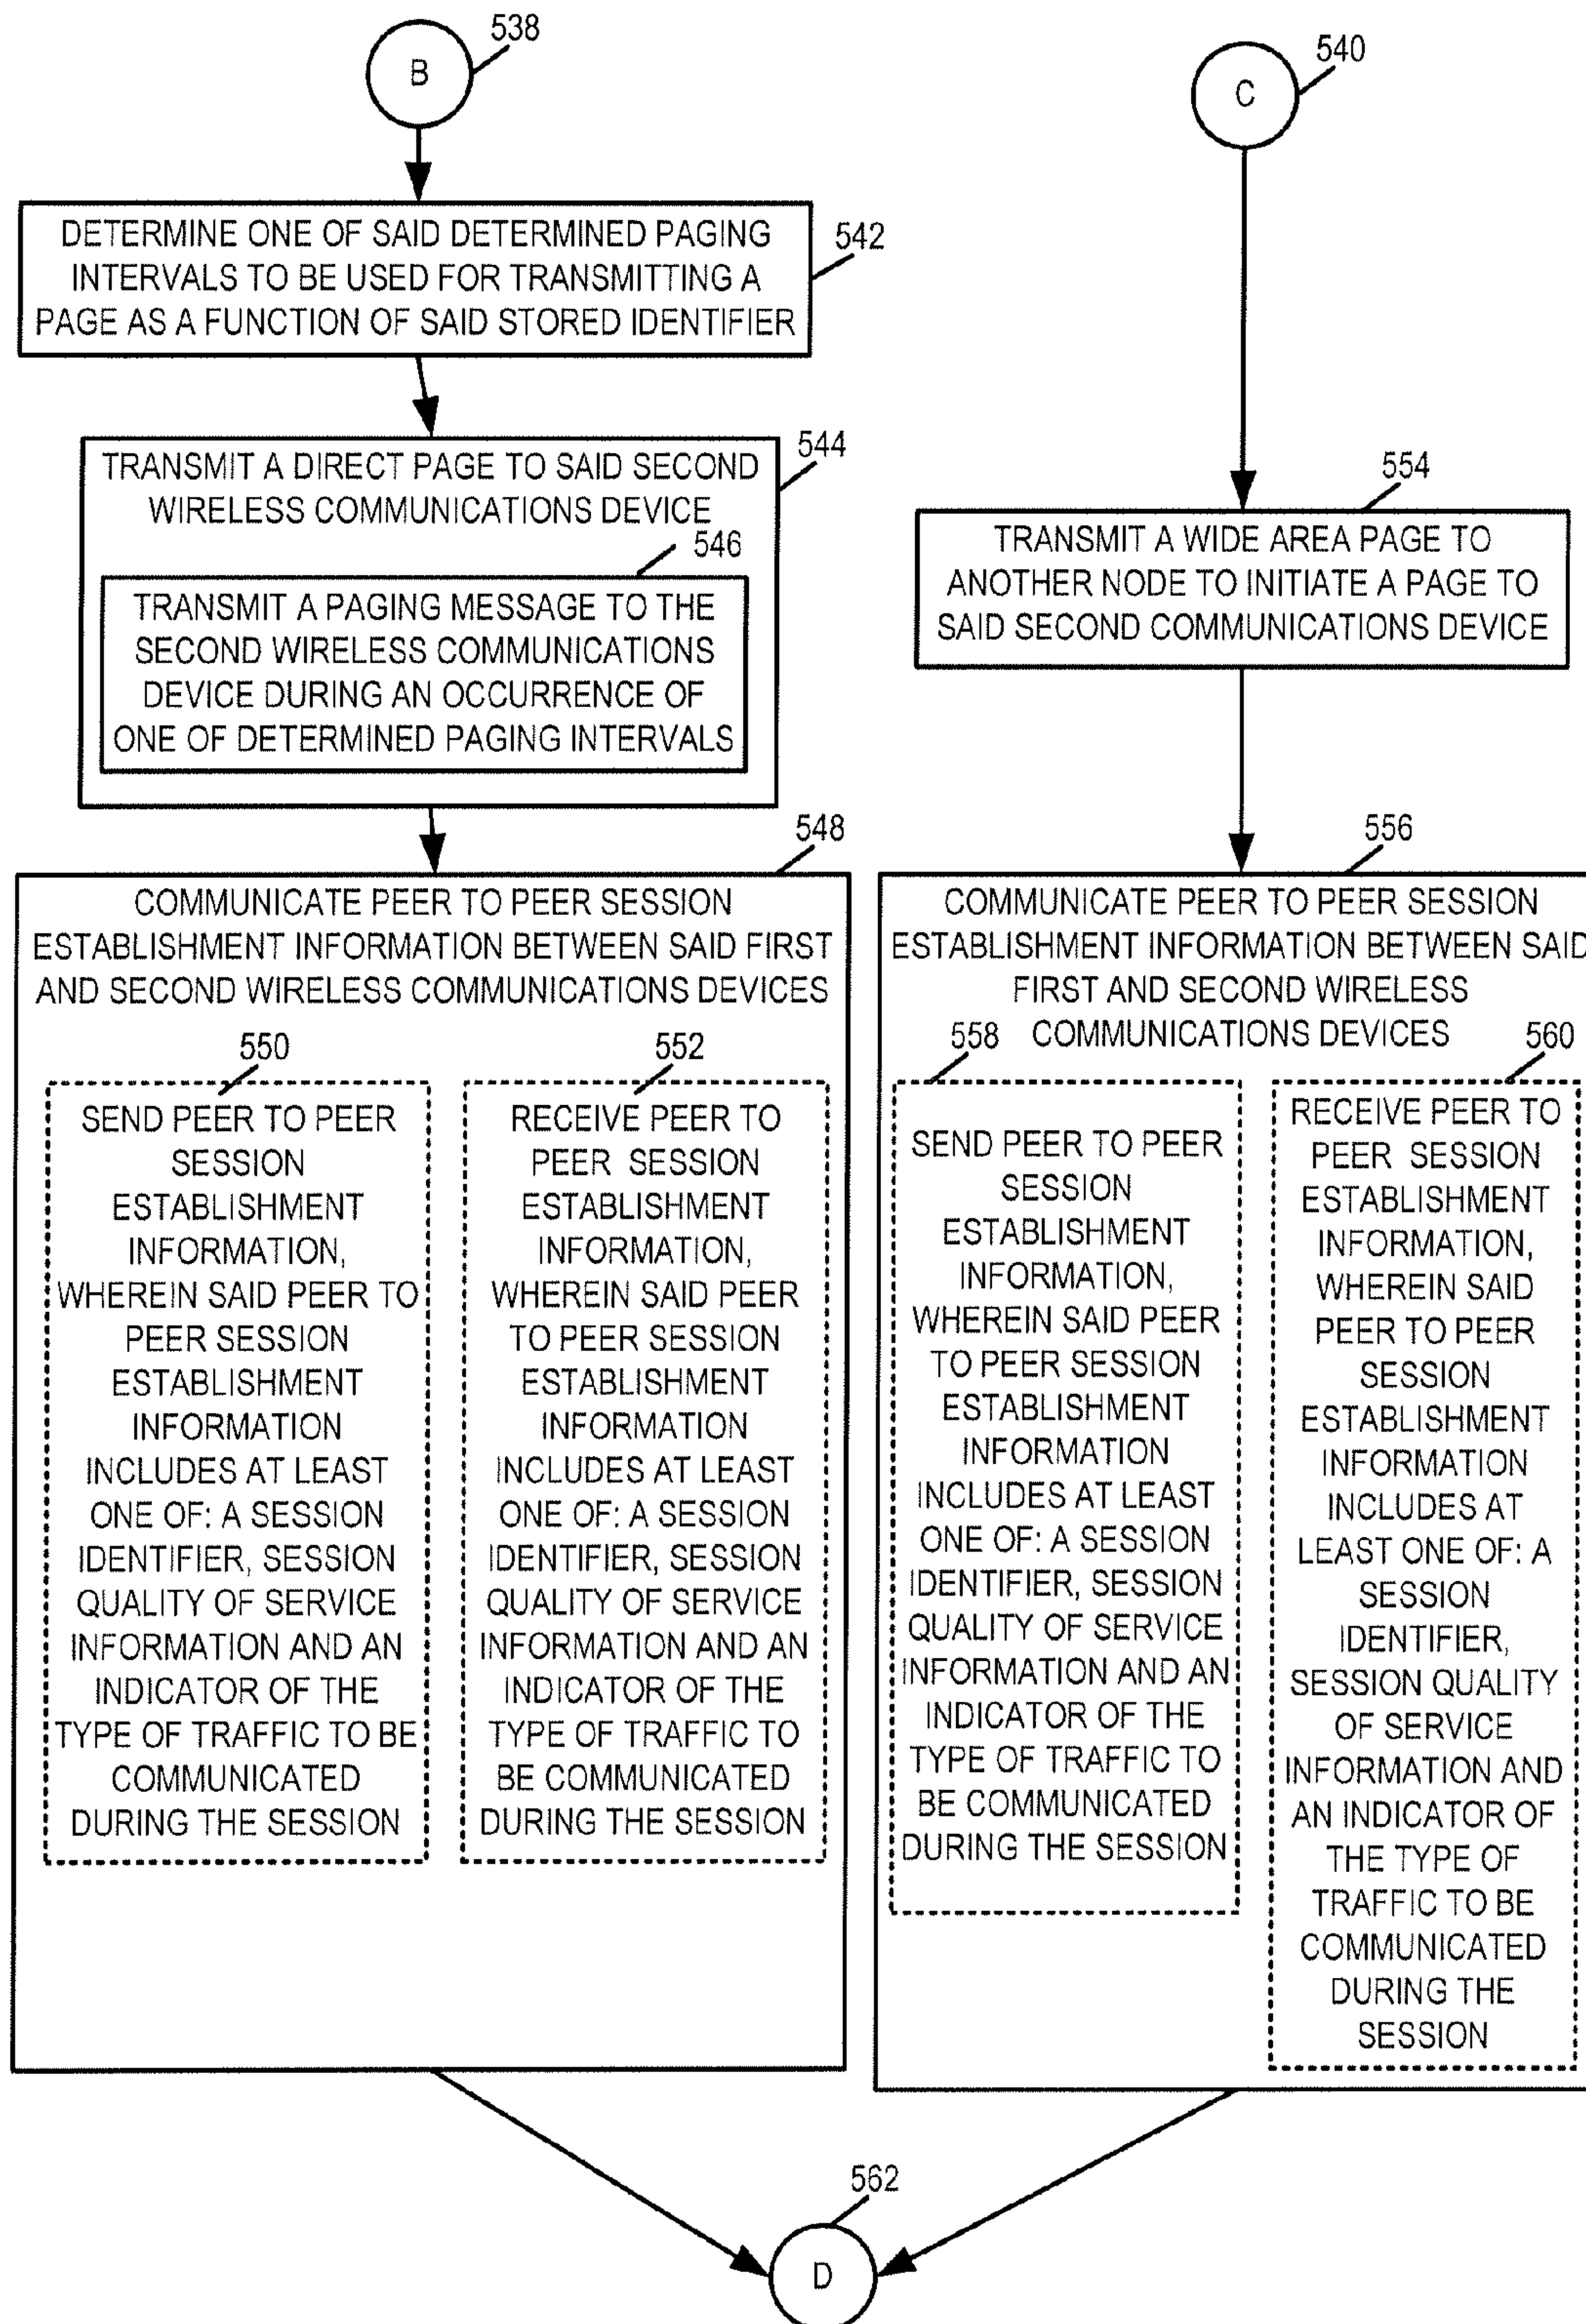 538
B
DETERMINE ONE OF SAID DETERMINED PAGING
INTERVALS TO BE USED FOR TRANSMITTING A
PAGE AS A FUNCTION OF SAID STORED IDENTIFIER
542
544
TRANSMIT A DIRECT PAGE TO SAID SECOND
WIRELESS COMMUNICATIONS DEVICE
546
TRANSMIT A PAGING MESSAGE TO THE
SECOND WIRELESS COMMUNICATIONS
DEVICE DURING AN OCCURRENCE OF
ONE OF DETERMINED PAGING INTERVALS
548
COMMUNICATE PEER TO PEER SESSION
ESTABLISHMENT INFORMATION BETWEEN SAID FIRST
AND SECOND WIRELESS COMMUNICATIONS DEVICES
550
SEND PEER TO PEER
SESSION
ESTABLISHMENT
INFORMATION,
WHEREIN SAID PEER TO
PEER SESSION
ESTABLISHMENT
INFORMATION
INCLUDES AT LEAST
ONE OF: A SESSION
IDENTIFIER, SESSION
QUALITY OF SERVICE
INFORMATION AND AN
INDICATOR OF THE
TYPE OF TRAFFIC TO BE
COMMUNICATED
DURING THE SESSION
552
RECEIVE PEER TO
PEER SESSION
ESTABLISHMENT
INFORMATION,
WHEREIN SAID PEER
TO PEER SESSION
ESTABLISHMENT
INFORMATION
INCLUDES AT LEAST
ONE OF: A SESSION
IDENTIFIER, SESSION
QUALITY OF SERVICE
INFORMATION AND AN
INDICATOR OF THE
TYPE OF TRAFFIC TO
BE COMMUNICATED
DURING THE SESSION
540
C
554
TRANSMIT A WIDE AREA PAGE TO
ANOTHER NODE TO INITIATE A PAGE TO
SAID SECOND COMMUNICATIONS DEVICE
556
COMMUNICATE PEER TO PEER SESSION
ESTABLISHMENT INFORMATION BETWEEN SAID
FIRST AND SECOND WIRELESS
COMMUNICATIONS DEVICES
558
SEND PEER TO PEER
SESSION
ESTABLISHMENT
INFORMATION,
WHEREIN SAID PEER
TO PEER SESSION
ESTABLISHMENT
INFORMATION
INCLUDES AT LEAST
ONE OF: A SESSION
IDENTIFIER, SESSION
QUALITY OF SERVICE
INFORMATION AND AN
INDICATOR OF THE
TYPE OF TRAFFIC TO
BE COMMUNICATED
DURING THE SESSION
560
RECEIVE PEER TO
PEER SESSION
ESTABLISHMENT
INFORMATION,
WHEREIN SAID
PEER TO PEER
SESSION
ESTABLISHMENT
INFORMATION
INCLUDES AT
LEAST ONE OF: A
SESSION
IDENTIFIER,
SESSION QUALITY
OF SERVICE
INFORMATION AND
AN INDICATOR OF
THE TYPE OF
TRAFFIC TO BE
COMMUNICATED
DURING THE
SESSION
562
D